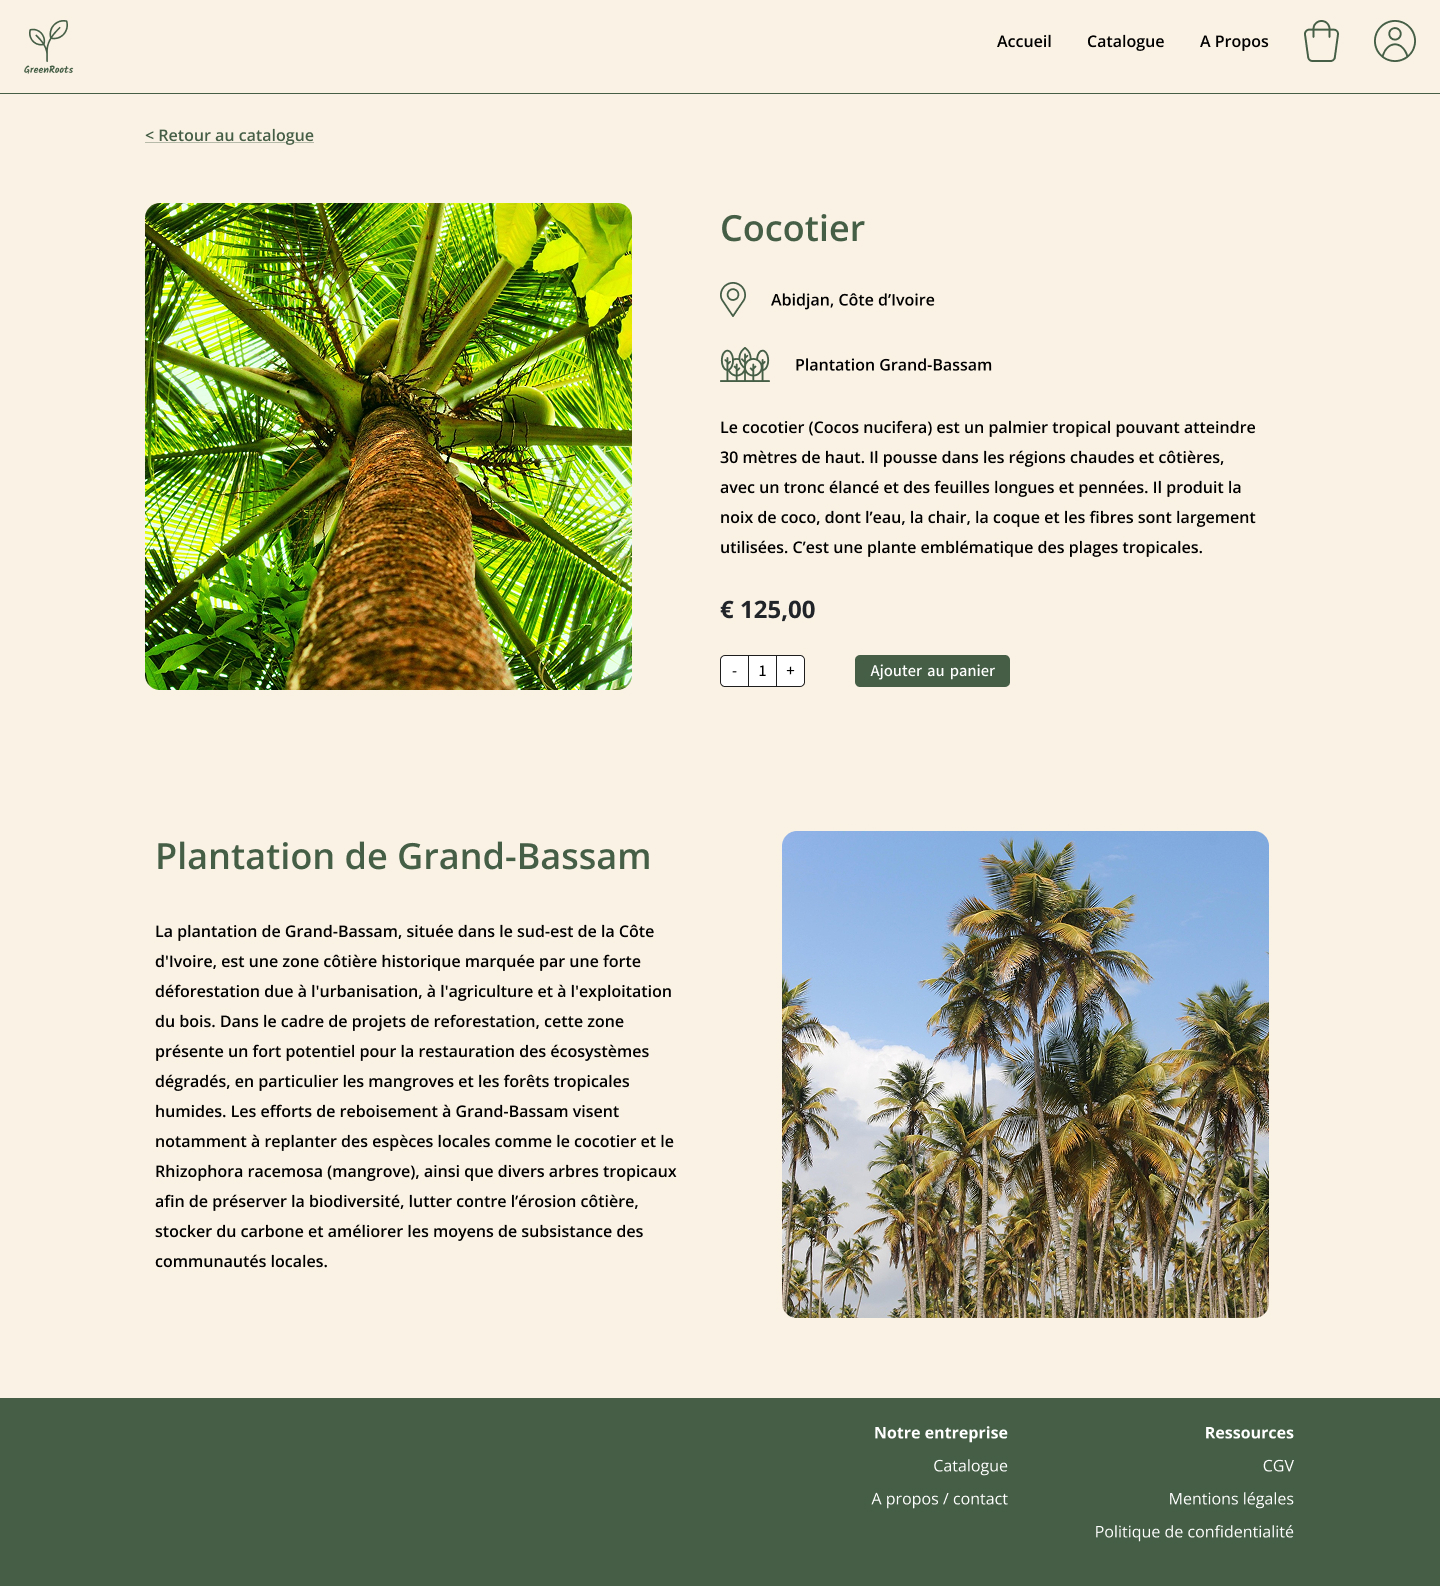 GreenRoots
Accueil
Catalogue
A Propos
< Retour au catalogue
Cocotier
Abidjan, Côte d’Ivoire
Plantation Grand-Bassam
Le cocotier (Cocos nucifera) est un palmier tropical pouvant atteindre
30 mètres de haut. Il pousse dans les régions chaudes et côtières,
avec un tronc élancé et des feuilles longues et pennées. Il produit la
noix de coco, dont l’eau, la chair, la coque et les fibres sont largement
utilisées. C’est une plante emblématique des plages tropicales.
€ 125,00
- 1 +
Ajouter au panier
Plantation de Grand-Bassam
La plantation de Grand-Bassam, située dans le sud-est de la Côte
d'Ivoire, est une zone côtière historique marquée par une forte
déforestation due à l'urbanisation, à l'agriculture et à l'exploitation
du bois. Dans le cadre de projets de reforestation, cette zone
présente un fort potentiel pour la restauration des écosystèmes
dégradés, en particulier les mangroves et les forêts tropicales
humides. Les efforts de reboisement à Grand-Bassam visent
notamment à replanter des espèces locales comme le cocotier et le
Rhizophora racemosa (mangrove), ainsi que divers arbres tropicaux
afin de préserver la biodiversité, lutter contre l’érosion côtière,
stocker du carbone et améliorer les moyens de subsistance des
communautés locales.
Notre entreprise
Catalogue
A propos / contact
Ressources
CGV
Mentions légales
Politique de confidentialité